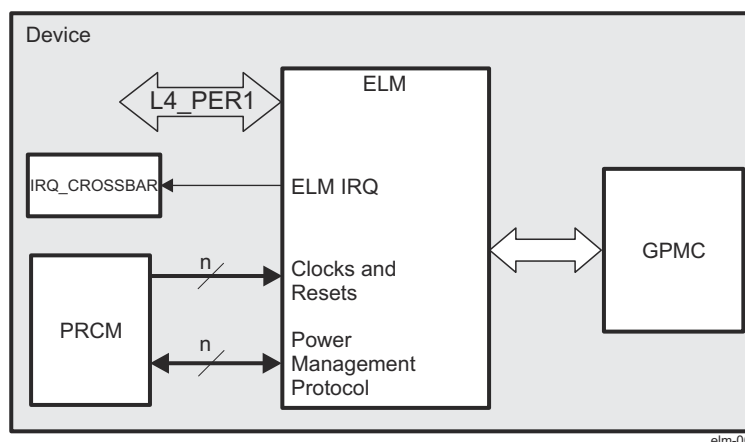 Device
ELM
L4_PER1
IRQ_CROSSBAR
ELM IRQ
n
Clocks and
Resets
GPMC
PRCM
n
Power
Management
Protocol